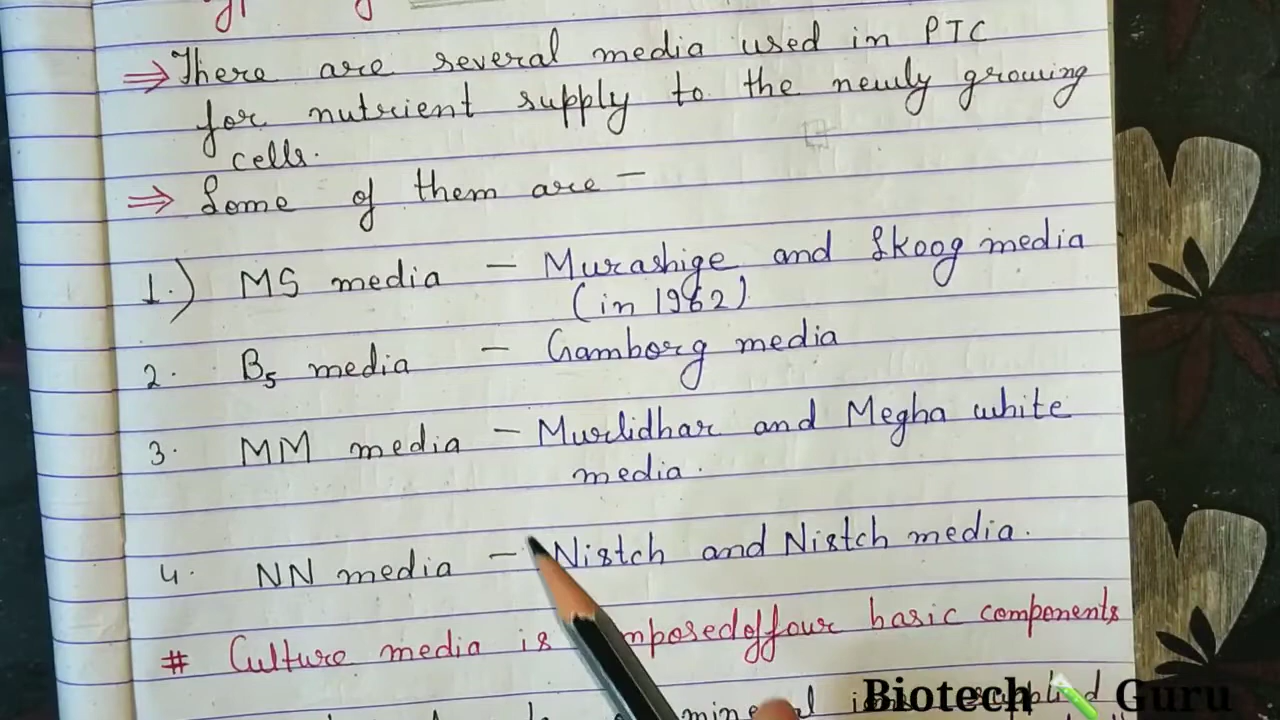 ⇒ There are several media used in PTC
for nutrient supply to the newly growing
cells.
⇒ Some of them are —
1.) MS media — Murashige and Skoog media
(in 1962)
2. B5 media — Gamborg media
3. MM media — Murlidhar and Megha white
media.
4. NN media — Nistch and Nistch media.
# Culture media is mposed of four basic components
mineral supplied
Biotech Guru